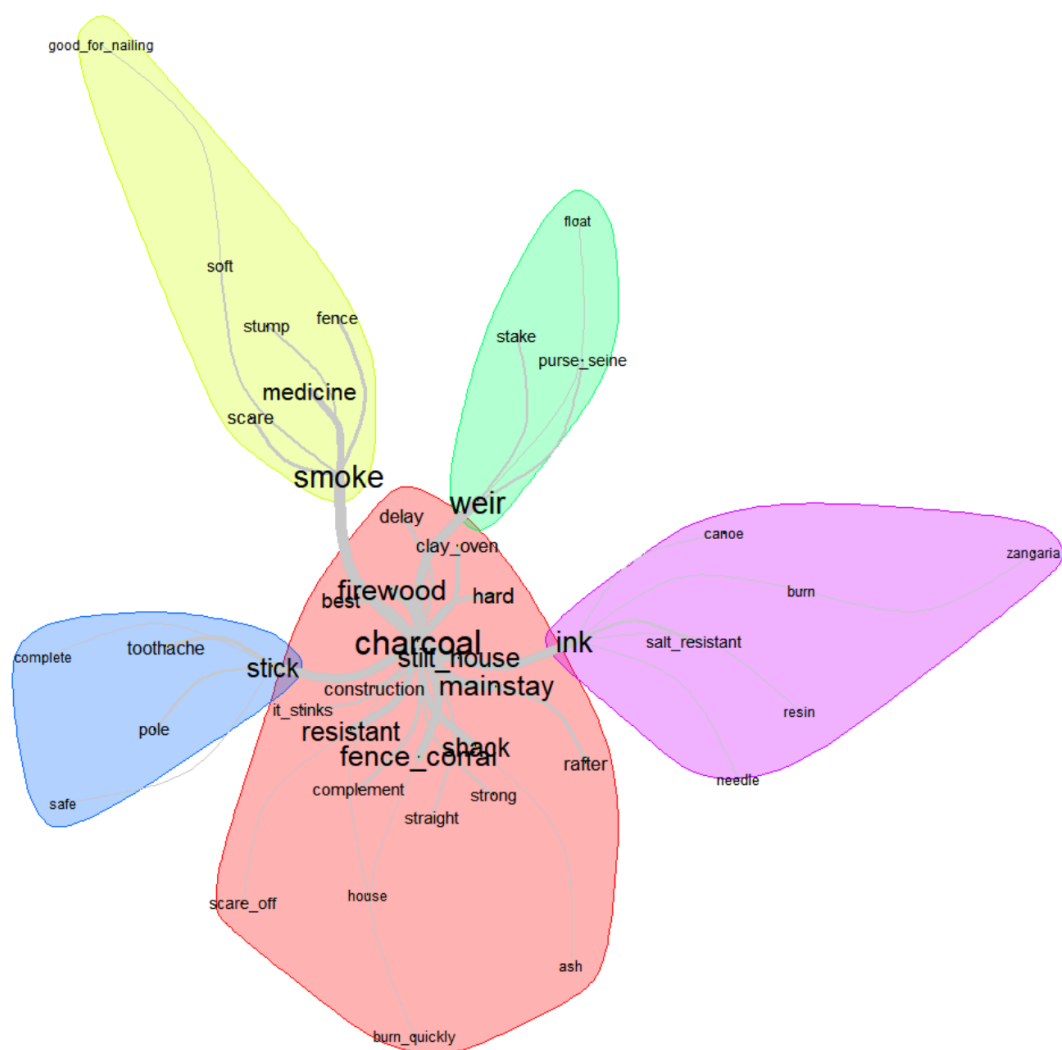 good_for_nailing
float
soft
fence
stump
stake
purse_seine
medicine
scare
smoke
weir
delay
canoe
clay_oven
zangaria
firewood
burn
best
hard
charcoal
ink
salt_resistant
toothache
complete
stilt_house
stick
construction
mainstay
it_stinks
resin
pole
resistant
shack
fence_corral
rafter
needle
complement
strong
safe
straight
house
scare_off
ash
burn_quickly